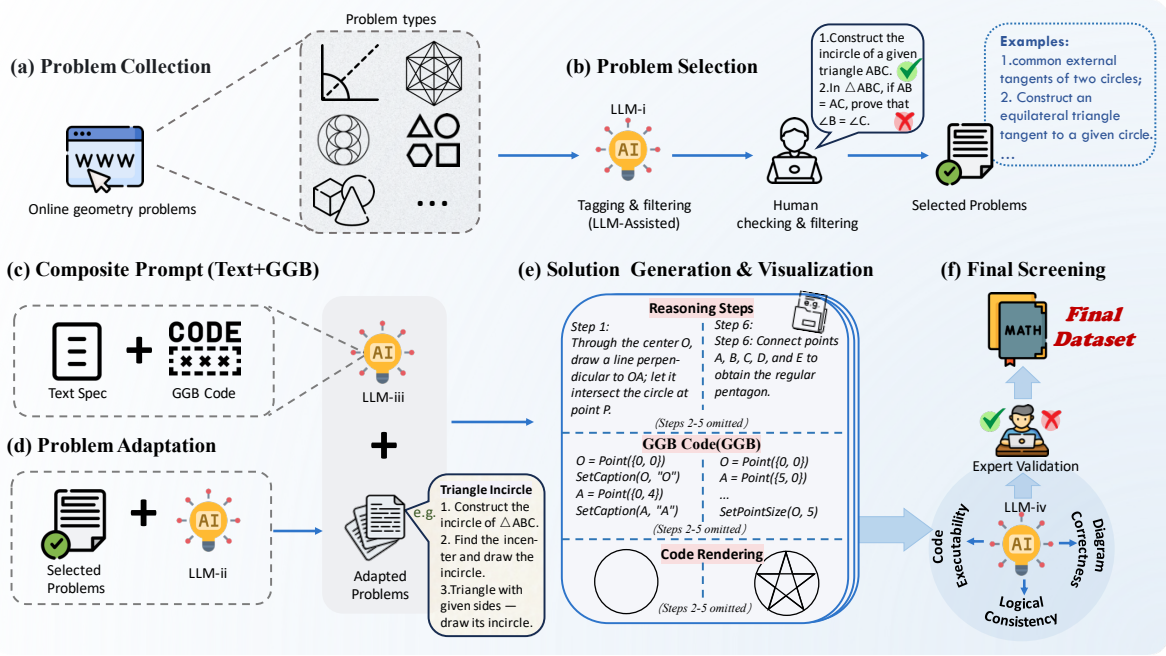 Problem types
(a) Problem Collection
WWW
Online geometry problems
(b) Problem Selection
LLM-i
AI
Tagging & filtering
(LLM-Assisted)
1.Construct the
incircle of a given
triangle ABC.
2.In △ABC, if AB
= AC, prove that
∠B = ∠C.
Human
checking & filtering
Examples:
1.common external
tangents of two circles;
2. Construct an
equilateral triangle
tangent to a given circle.
...
Selected Problems
(c) Composite Prompt (Text+GGB)
Text Spec
CODE
GGB Code
AI
LLM-iii
(d) Problem Adaptation
Selected
Problems
AI
LLM-ii
e.g.
Adapted
Problems
Triangle Incircle
1. Construct the
incircle of △ABC.
2. Find the incen-
ter and draw the
incircle.
3.Triangle with
given sides —
draw its incircle.
(e) Solution Generation & Visualization
e.g.
Reasoning Steps
Step 1:
Through the center O,
draw a line perpen-
dicular to OA; let it
intersect the circle at
point P.
Step 6:
Step 6: Connect points
A, B, C, D, and E to
obtain the regular
pentagon.
(Steps 2-5 omitted)
GGB Code(GGB)
O = Point({0, 0})
SetCaption(O, "O")
A = Point({0, 4})
SetCaption(A, "A")
O = Point({0, 0})
A = Point({5, 0})
...
SetPointSize(O, 5)
(Steps 2-5 omitted)
Code Rendering
(Steps 2-5 omitted)
(f) Final Screening
MATH
Final
Dataset
Expert Validation
LLM-iv
AI
Code
Executability
Diagram
Correctness
Logical
Consistency